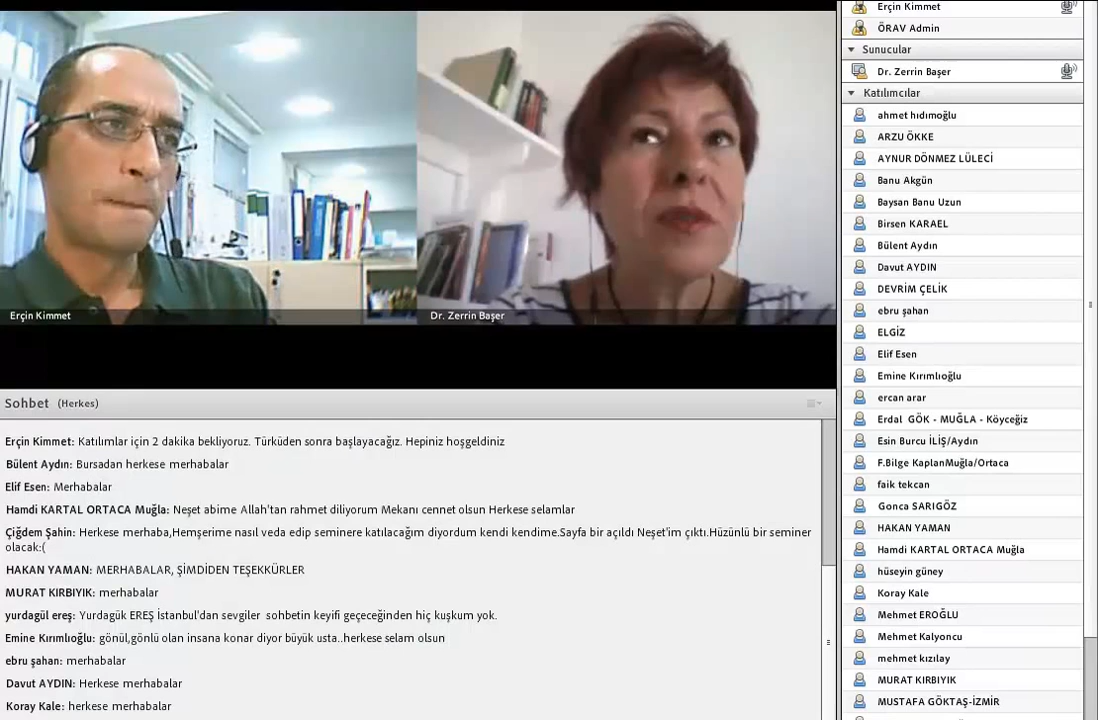 Erçin Kimmet
Dr. Zerrin Başer
Sohbet (Herkes)
Erçin Kimmet: Katılımlar için 2 dakika bekliyoruz. Türküden sonra başlayacağız. Hepiniz hoşgeldiniz
Bülent Aydın: Bursadan herkese merhabalar
Elif Esen: Merhabalar
Hamdi KARTAL ORTACA Muğla: Neşet abime Allah'tan rahmet diliyorum Mekanı cennet olsun Herkese selamlar
Çiğdem Şahin: Herkese merhaba,Hemşerime nasıl veda edip seminere katılacağım diyordum kendi kendime.Sayfa bir açıldı Neşet'im çıktı.Hüzünlü bir seminer
olacak:(
HAKAN YAMAN: MERHABALAR, ŞİMDİDEN TEŞEKKÜRLER
MURAT KIRBIYIK: merhabalar
yurdagül ereş: Yurdagük EREŞ İstanbul'dan sevgiler sohbetin keyifi geçeceğinden hiç kuşkum yok.
Emine Kırımlıoğlu: gönül,gönlü olan insana konar diyor büyük usta..herkese selam olsun
ebru şahan: merhabalar
Davut AYDIN: Herkese merhabalar
Koray Kale: herkese merhabalar
Erçin Kimmet
ÖRAV Admin
Sunucular
Dr. Zerrin Başer
Katılımcılar
ahmet hıdımoğlu
ARZU ÖKKE
AYNUR DÖNMEZ LÜLECİ
Banu Akgün
Baysan Banu Uzun
Birsen KARAEL
Bülent Aydın
Davut AYDIN
DEVRİM ÇELİK
ebru şahan
ELGİZ
Elif Esen
Emine Kırımlıoğlu
ercan arar
Erdal GÖK - MUĞLA - Köyceğiz
Esin Burcu İLİŞ/Aydın
F.Bilge KaplanMuğla/Ortaca
faik tekcan
Gonca SARIGÖZ
HAKAN YAMAN
Hamdi KARTAL ORTACA Muğla
hüseyin güney
Koray Kale
Mehmet EROĞLU
Mehmet Kalyoncu
mehmet kızılay
MURAT KIRBIYIK
MUSTAFA GÖKTAŞ-İZMİR